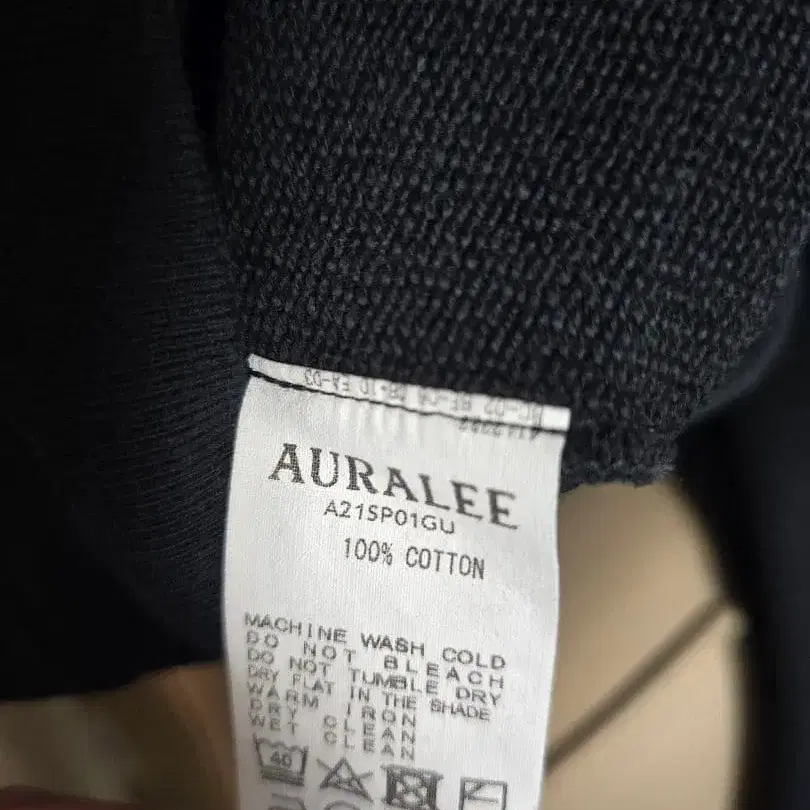 AURALEE
A21SP01GU
100% COTTON
MACHINE WASH COLD
DO NOT BLEACH
DO NOT TUMBLE DRY
DRY FLAT IN THE SHADE
WARM IRON
DRY CLEAN
WET CLEAN
40